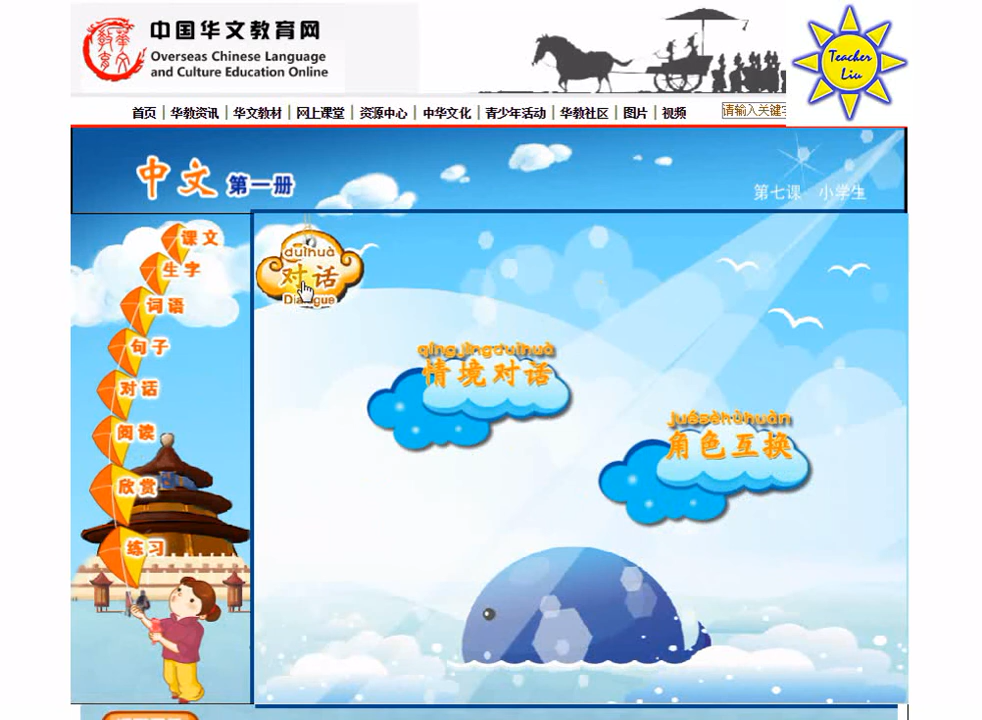 中国华文教育网
Overseas Chinese Language
and Culture Education Online
Teacher
Liu
首页 | 华教资讯 | 华文教材 | 网上课堂 | 资源中心 | 中华文化 | 青少年活动 | 华教社区 | 图片 | 视频
请输入关键字
中文 第一册
第七课 小学生
课文
生字
词语
句子
对话
阅读
欣赏
练习
duìhuà
对话
Dialogue
qíngjìngduìhuà
情境对话
juésèhùhuàn
角色互换